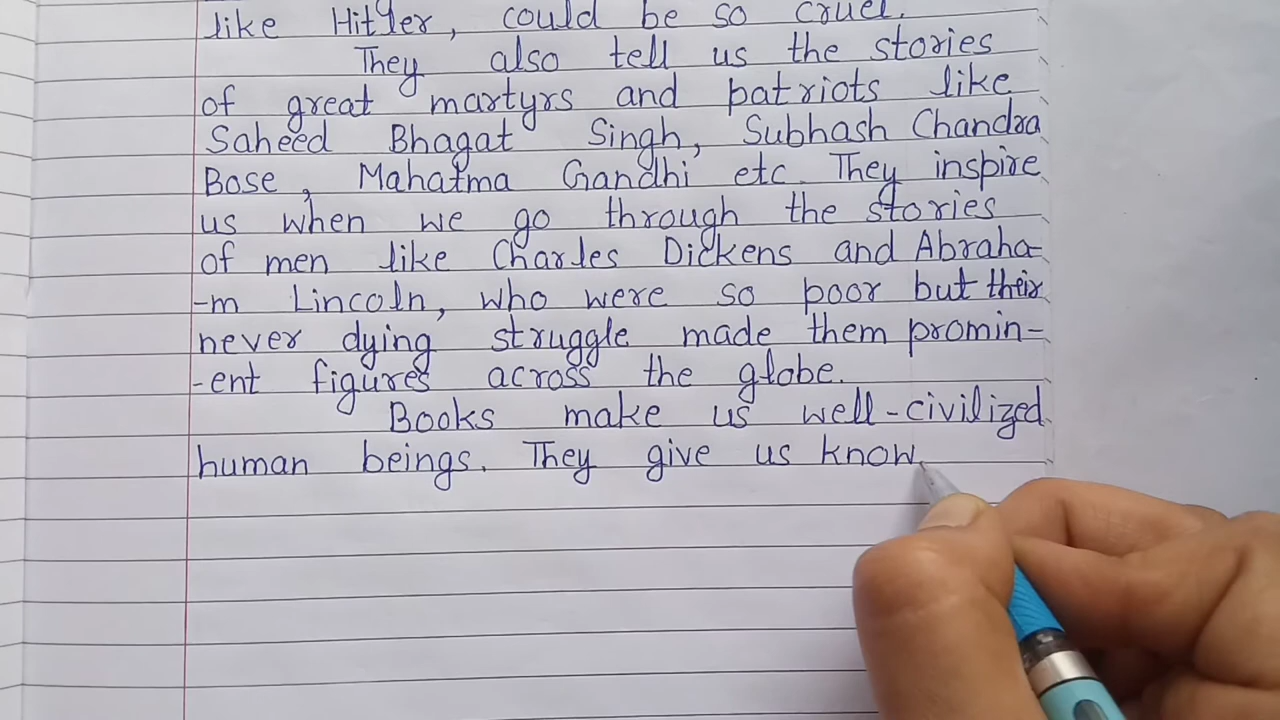 like Hitler, could be so cruel.
They also tell us the stories
of great martyrs and patriots like
Saheed Bhagat Singh, Subhash Chandra
Bose, Mahatma Gandhi etc. They inspire
us when we go through the stories
of men like Charles Dickens and Abraha-
-m Lincoln, who were so poor but their
never dying struggle made them promin-
-ent figures across the globe.
Books make us well-civilized
human beings. They give us know